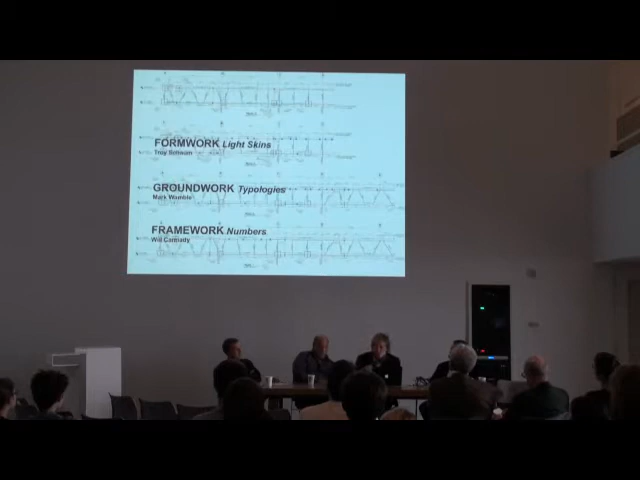 FORMWORK Light Skins
Troy Schaum
GROUNDWORK Typologies
Mark Wamble
FRAMEWORK Numbers
Will Cannady